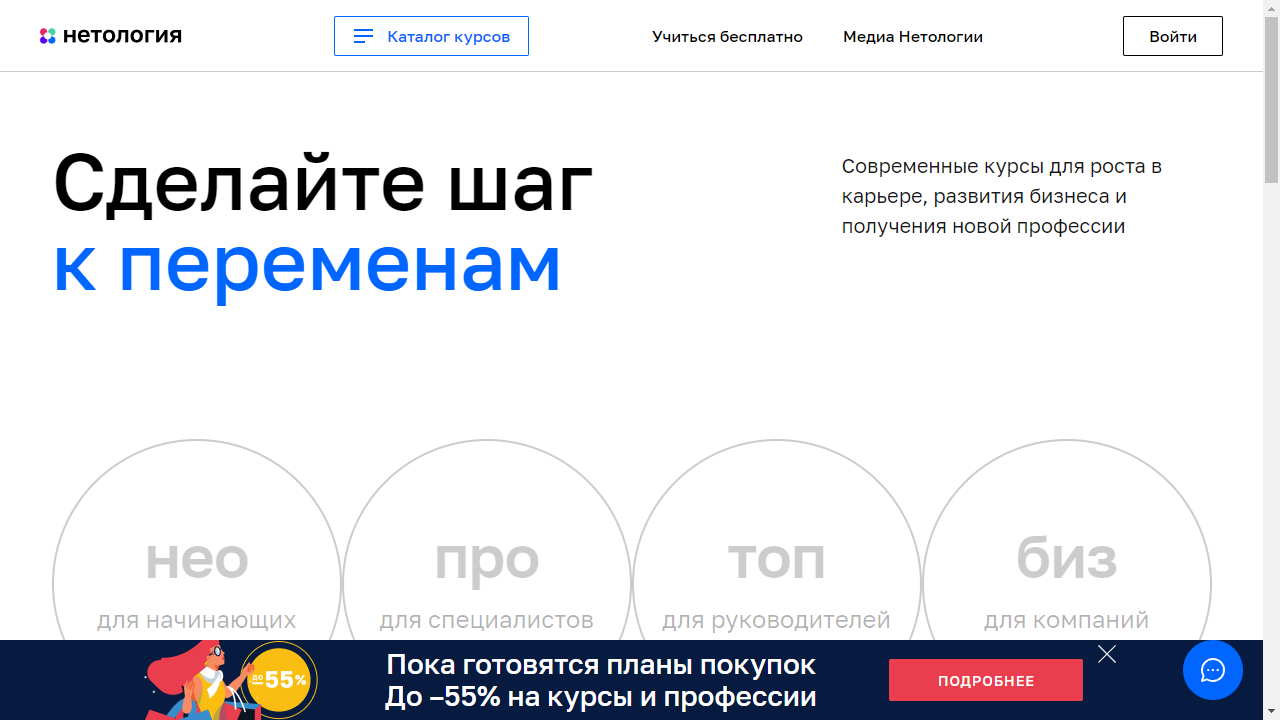 нетология
Каталог курсов
Учиться бесплатно
Медиа Нетологии
Войти
Сделайте шаг
к переменам
Современные курсы для роста в
карьере, развития бизнеса и
получения новой профессии
нео
для начинающих
про
для специалистов
топ
для руководителей
биз
для компаний
до –55%
Пока готовятся планы покупок
До –55% на курсы и профессии
ПОДРОБНЕЕ